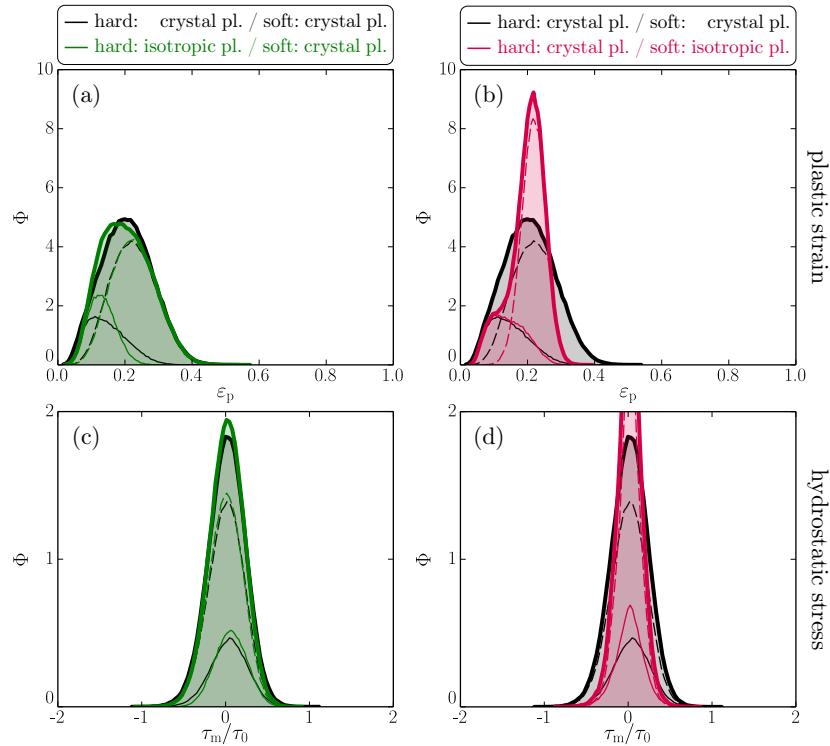 hard: crystal pl. / soft: crystal pl.
hard: isotropic pl. / soft: crystal pl.
hard: crystal pl. / soft: crystal pl.
hard: crystal pl. / soft: isotropic pl.
(a)
10
8
6
4
2
0
Φ
0.0 0.2 0.4 0.6 0.8 1.0
εp
(b)
10
8
6
4
2
0
Φ
0.0 0.2 0.4 0.6 0.8 1.0
εp
plastic strain
(c)
2
1
0
Φ
-2 -1 0 1 2
τm/τ0
(d)
2
1
0
Φ
-2 -1 0 1 2
τm/τ0
hydrostatic stress